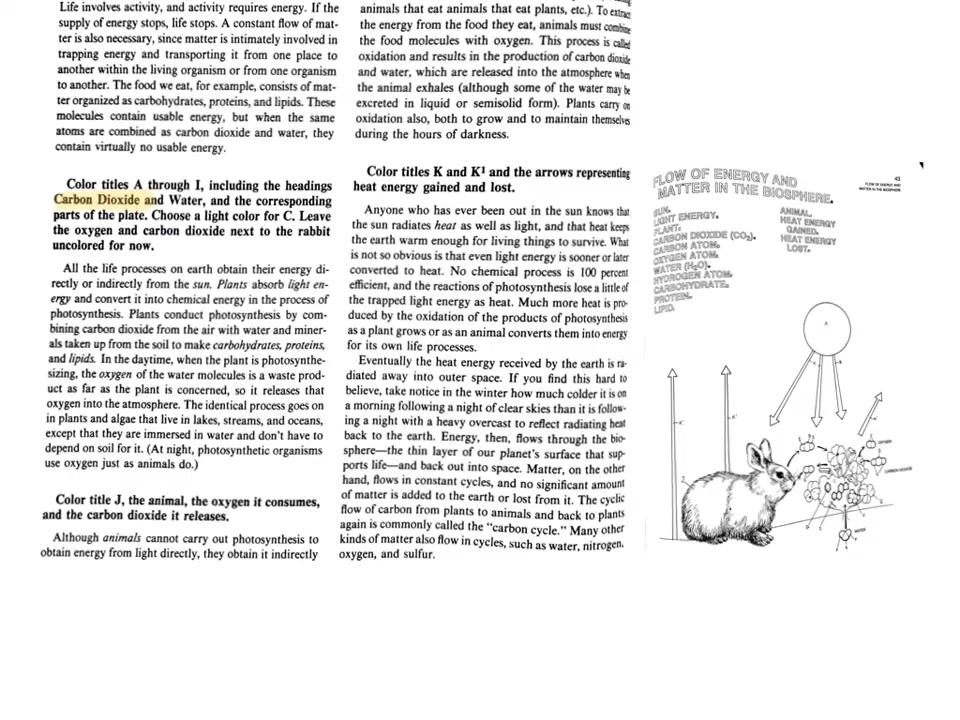 Life involves activity, and activity requires energy. If the
supply of energy stops, life stops. A constant flow of mat-
ter is also necessary, since matter is intimately involved in
trapping energy and transporting it from one place to
another within the living organism or from one organism
to another. The food we eat, for example, consists of mat-
ter organized as carbohydrates, proteins, and lipids. These
molecules contain usable energy, but when the same
atoms are combined as carbon dioxide and water, they
contain virtually no usable energy.
Color titles A through I, including the headings
Carbon Dioxide and Water, and the corresponding
parts of the plate. Choose a light color for C. Leave
the oxygen and carbon dioxide next to the rabbit
uncolored for now.
All the life processes on earth obtain their energy di-
rectly or indirectly from the sun. Plants absorb light en-
ergy and convert it into chemical energy in the process of
photosynthesis. Plants conduct photosynthesis by com-
bining carbon dioxide from the air with water and miner-
als taken up from the soil to make carbohydrates, proteins,
and lipids. In the daytime, when the plant is photosynthe-
sizing, the oxygen of the water molecules is a waste prod-
uct as far as the plant is concerned, so it releases that
oxygen into the atmosphere. The identical process goes on
in plants and algae that live in lakes, streams, and oceans,
except that they are immersed in water and don't have to
depend on soil for it. (At night, photosynthetic organisms
use oxygen just as animals do.)
Color title J, the animal, the oxygen it consumes,
and the carbon dioxide it releases.
Although animals cannot carry out photosynthesis to
obtain energy from light directly, they obtain it indirectly
animals that eat animals that eat plants, etc.). To extract
the energy from the food they eat, animals must combine
the food molecules with oxygen. This process is called
oxidation and results in the production of carbon dioxide
and water, which are released into the atmosphere when
the animal exhales (although some of the water may be
excreted in liquid or semisolid form). Plants carry on
oxidation also, both to grow and to maintain themselves
during the hours of darkness.
Color titles K and K¹ and the arrows representing
heat energy gained and lost.
Anyone who has ever been out in the sun knows that
the sun radiates heat as well as light, and that heat keeps
the earth warm enough for living things to survive. What
is not so obvious is that even light energy is sooner or later
converted to heat. No chemical process is 100 percent
efficient, and the reactions of photosynthesis lose a little of
the trapped light energy as heat. Much more heat is pro-
duced by the oxidation of the products of photosynthesis
as a plant grows or as an animal converts them into energy
for its own life processes.
Eventually the heat energy received by the earth is ra-
diated away into outer space. If you find this hard to
believe, take notice in the winter how much colder it is on
a morning following a night of clear skies than it is follow-
ing a night with a heavy overcast to reflect radiating heat
back to the earth. Energy, then, flows through the bio-
sphere—the thin layer of our planet's surface that sup-
ports life—and back out into space. Matter, on the other
hand, flows in constant cycles, and no significant amount
of matter is added to the earth or lost from it. The cyclic
flow of carbon from plants to animals and back to plants
again is commonly called the “carbon cycle.” Many other
kinds of matter also flow in cycles, such as water, nitrogen,
oxygen, and sulfur.
43
FLOW OF ENERGY AND
MATTER IN THE BIOSPHERE
FLOW OF ENERGY AND
MATTER IN THE BIOSPHERE.
SUN.
LIGHT ENERGY.
PLANT.
CARBON DIOXIDE (CO₂).
CARBON ATOM.
OXYGEN ATOM.
WATER (H₂O).
HYDROGEN ATOM.
CARBOHYDRATE.
PROTEIN.
LIPID.
ANIMAL.
HEAT ENERGY
GAINED.
HEAT ENERGY
LOST.
A
OXYGEN
CARBON DIOXIDE
WATER